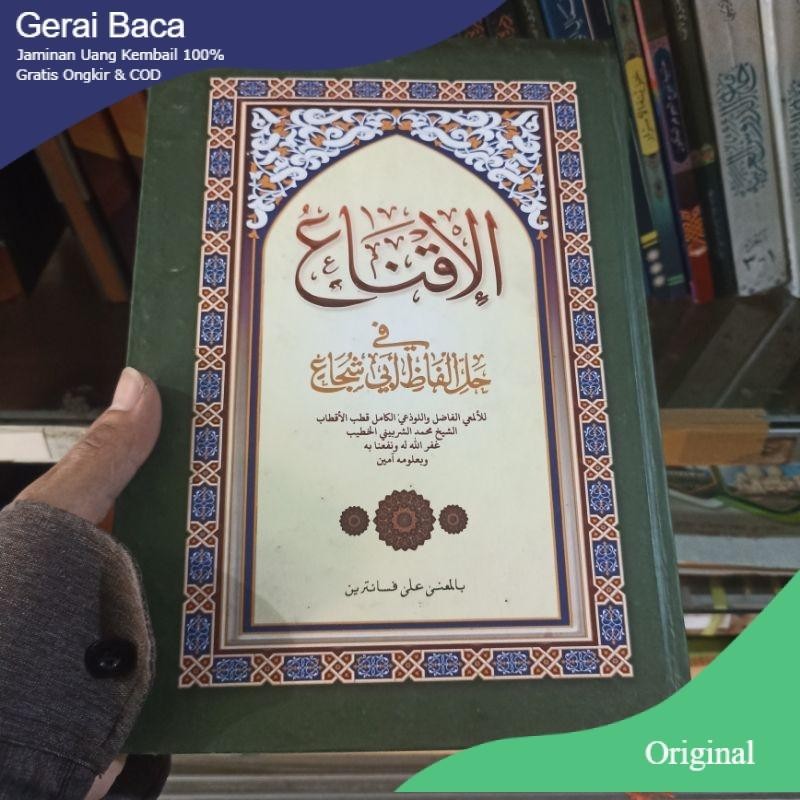 Gerai Baca
Jaminan Uang Kembail 100%
Gratis Ongkir & COD
الإقناع
في
حل ألفاظ أبي شجاع
للألمعي الفاضل واللوذعي الكامل قطب الأقطاب
الشيخ محمد الشربيني الخطيب
غفر الله له ونفعنا به
وبعلومه أمين
بالمعنى على فسانترين
Original